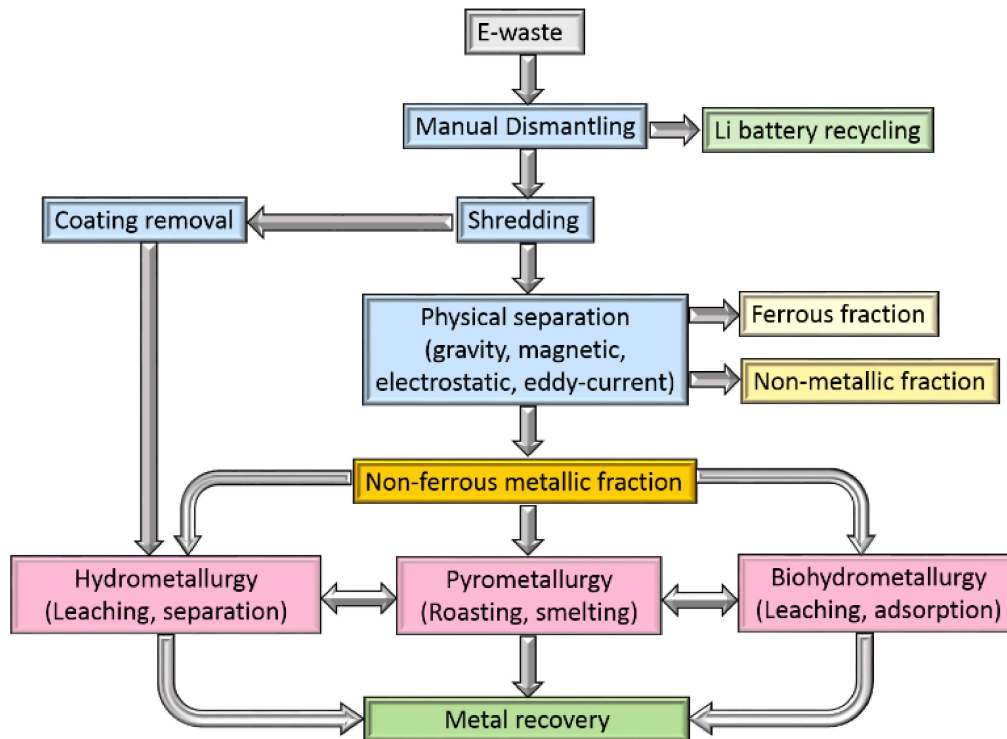 E-waste
Manual Dismantling
Li battery recycling
Coating removal
Shredding
Physical separation
(gravity, magnetic,
electrostatic, eddy-current)
Ferrous fraction
Non-metallic fraction
Non-ferrous metallic fraction
Hydrometallurgy
(Leaching, separation)
Pyrometallurgy
(Roasting, smelting)
Biohydrometallurgy
(Leaching, adsorption)
Metal recovery